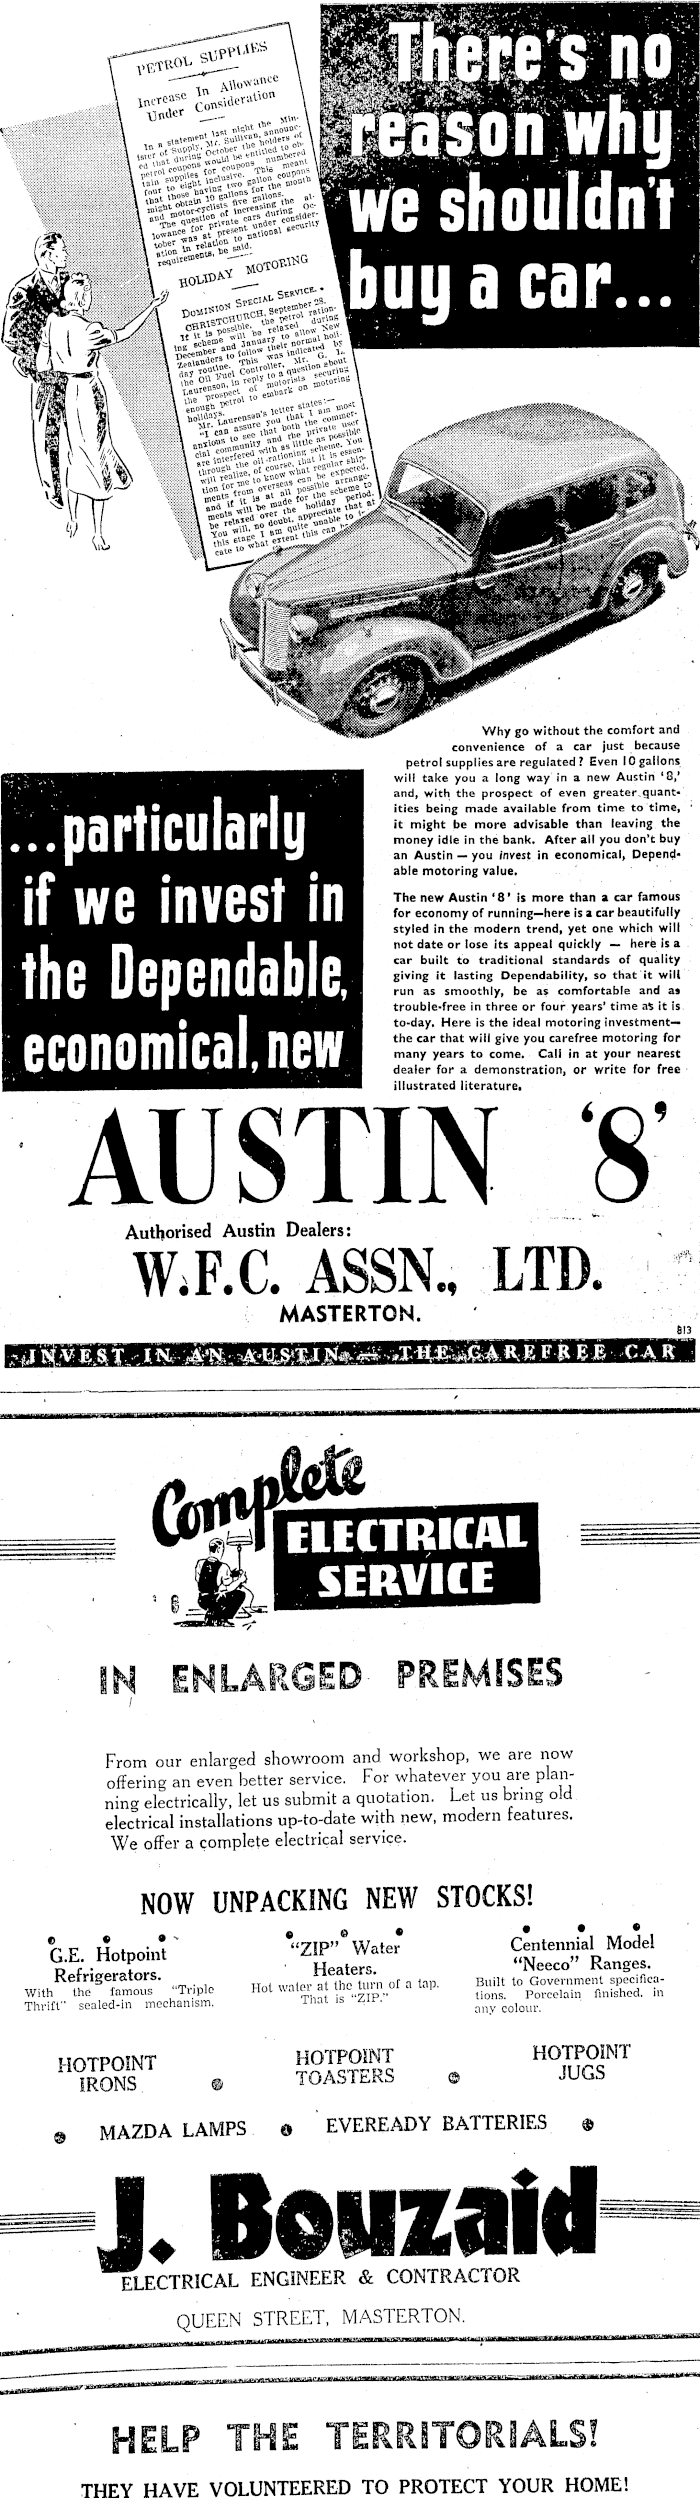 There's no
reason why
we shouldn't
buy a car...
PETROL SUPPLIES
Increase In Allowance
Under Consideration
In a statement last night the Min-
ister of Supply, Mr. Sullivan, announc-
ed that during October the holders of
petrol coupons would be entitled to ob-
tain supplies for coupons numbered
four to eight inclusive. This meant
that those having two gallon coupons
might obtain 10 gallons for the month
and motor-cyclists five gallons.
The question of increasing the al-
lowance for private cars during Oc-
tober was at present under consider-
ation in relation to national security
requirements, he said.
HOLIDAY MOTORING
Dominion Special Service.
CHRISTCHURCH, September 28.
If it is possible, the petrol ration-
ing scheme will be relaxed during
December and January to allow New
Zealanders to follow their normal holi-
day routine. This was indicated by
the Oil Fuel Controller, Mr. G. L.
Laurenson, in reply to a question about
the prospect of motorists securing
enough petrol to embark on motoring
holidays.
Mr. Laurenson's letter states:—
"I can assure you that I am most
anxious to see that both the commer-
cial community and the private user
are interfered with as little as possible
through the oil rationing scheme. You
will realize, of course, that it is essen-
tion for me to know what regular ship-
ments from overseas can be expected,
and if it is at all possible arrange-
ments will be made for the scheme to
be relaxed over the holiday period.
You will, no doubt, appreciate that at
this stage I am quite unable to i-
cate to what extent this can be
Why go without the comfort and
convenience of a car just because
petrol supplies are regulated? Even 10 gallons
will take you a long way in a new Austin '8,'
and, with the prospect of even greater quant-
ities being made available from time to time,
it might be more advisable than leaving the
money idle in the bank. After all you don't buy
an Austin — you invest in economical, Depend-
able motoring value.
The new Austin '8' is more than a car famous
for economy of running—here is a car beautifully
styled in the modern trend, yet one which will
not date or lose its appeal quickly — here is a
car built to traditional standards of quality
giving it lasting Dependability, so that it will
run as smoothly, be as comfortable and as
trouble-free in three or four years' time as it is
to-day. Here is the ideal motoring investment—
the car that will give you carefree motoring for
many years to come. Call in at your nearest
dealer for a demonstration, or write for free
illustrated literature.
...particularly
if we invest in
the Dependable,
economical, new
AUSTIN '8'
Authorised Austin Dealers:
W.F.C. ASSN., LTD.
MASTERTON.
813
INVEST IN AN AUSTIN — THE CAREFREE CAR
Complete
ELECTRICAL
SERVICE
IN ENLARGED PREMISES
From our enlarged showroom and workshop, we are now
offering an even better service. For whatever you are plan-
ning electrically, let us submit a quotation. Let us bring old
electrical installations up-to-date with new, modern features.
We offer a complete electrical service.
NOW UNPACKING NEW STOCKS!
G.E. Hotpoint
Refrigerators.
With the famous "Triple
Thrift" sealed-in mechanism.
"ZIP" Water
Heaters.
Hot water at the turn of a tap.
That is "ZIP."
Centennial Model
"Neeco" Ranges.
Built to Government specifica-
tions. Porcelain finished, in
any colour.
HOTPOINT
IRONS
HOTPOINT
TOASTERS
HOTPOINT
JUGS
MAZDA LAMPS
EVEREADY BATTERIES
J. Bouzaid
ELECTRICAL ENGINEER & CONTRACTOR
QUEEN STREET, MASTERTON.
HELP THE TERRITORIALS!
THEY HAVE VOLUNTEERED TO PROTECT YOUR HOME!